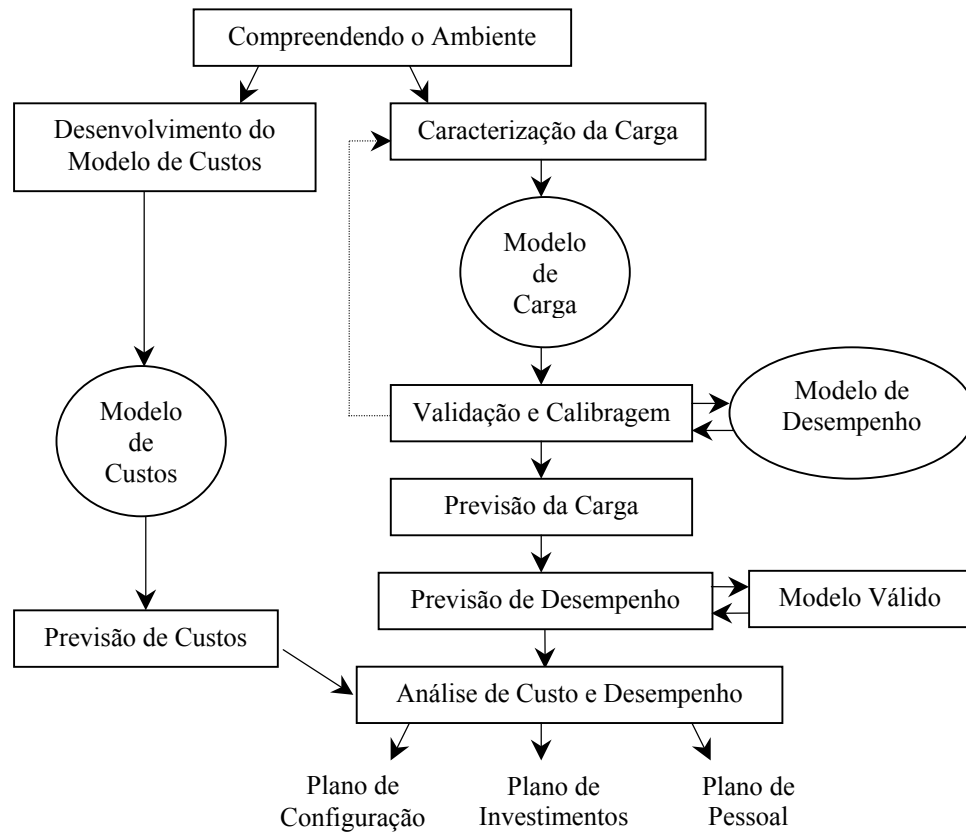 Compreendendo o Ambiente
Desenvolvimento do
Modelo de Custos
Caracterização da Carga
Modelo
de
Carga
Modelo
de
Custos
Validação e Calibragem
Modelo de
Desempenho
Previsão da Carga
Previsão de Desempenho
Modelo Válido
Previsão de Custos
Análise de Custo e Desempenho
Plano de
Configuração
Plano de
Investimentos
Plano de
Pessoal